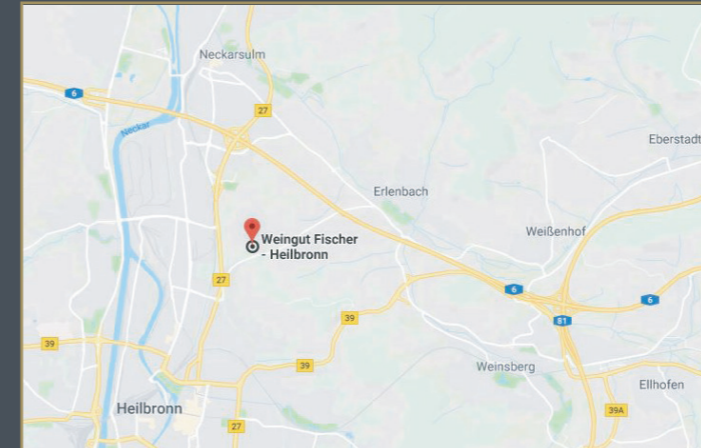 Neckarsulm
6
27
Neckar
Eberstadt
Erlenbach
Weißenhof
Weingut Fischer
- Heilbronn
27
6
6
39
81
39
39
Weinsberg
Ellhofen
Heilbronn
39A
27